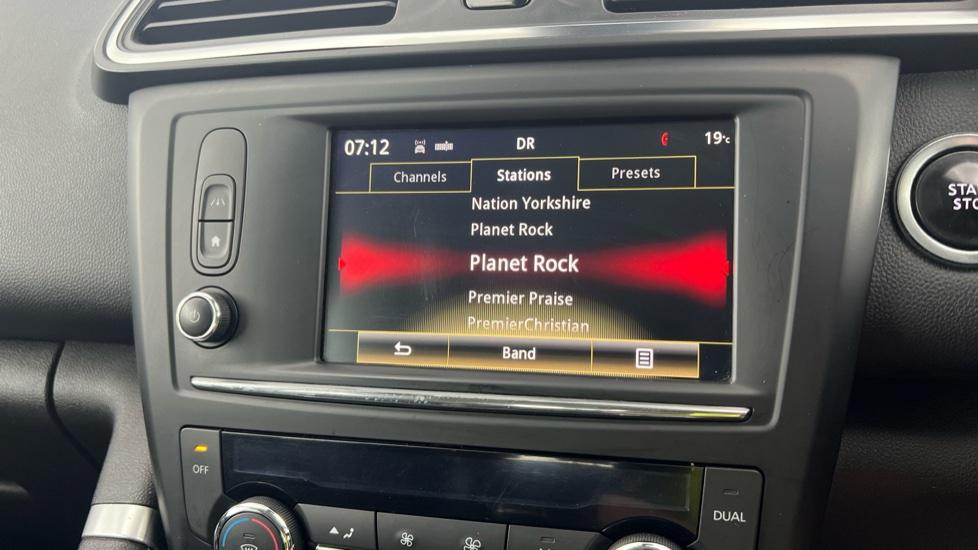 07:12 DR 19°C
Channels Stations Presets
Nation Yorkshire
Planet Rock
Planet Rock
Premier Praise
PremierChristian
Band
OFF
DUAL